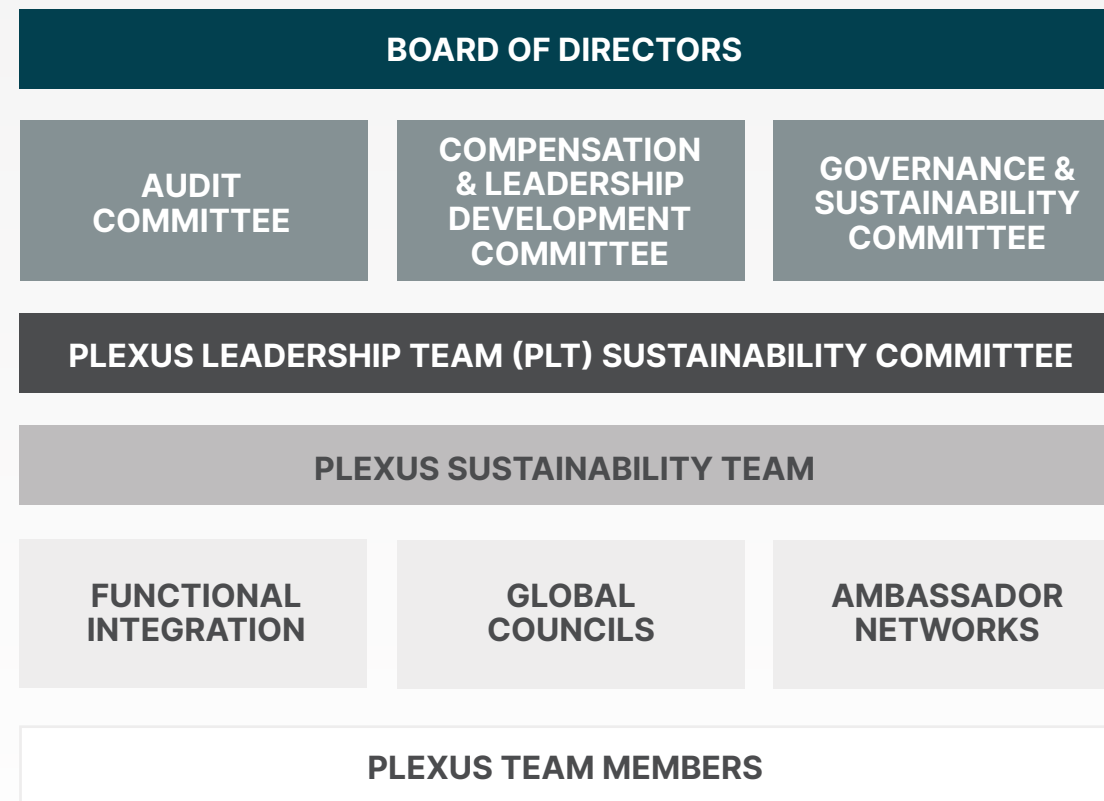 BOARD OF DIRECTORS
AUDIT
COMMITTEE
COMPENSATION
& LEADERSHIP
DEVELOPMENT
COMMITTEE
GOVERNANCE &
SUSTAINABILITY
COMMITTEE
PLEXUS LEADERSHIP TEAM (PLT) SUSTAINABILITY COMMITTEE
PLEXUS SUSTAINABILITY TEAM
FUNCTIONAL
INTEGRATION
GLOBAL
COUNCILS
AMBASSADOR
NETWORKS
PLEXUS TEAM MEMBERS